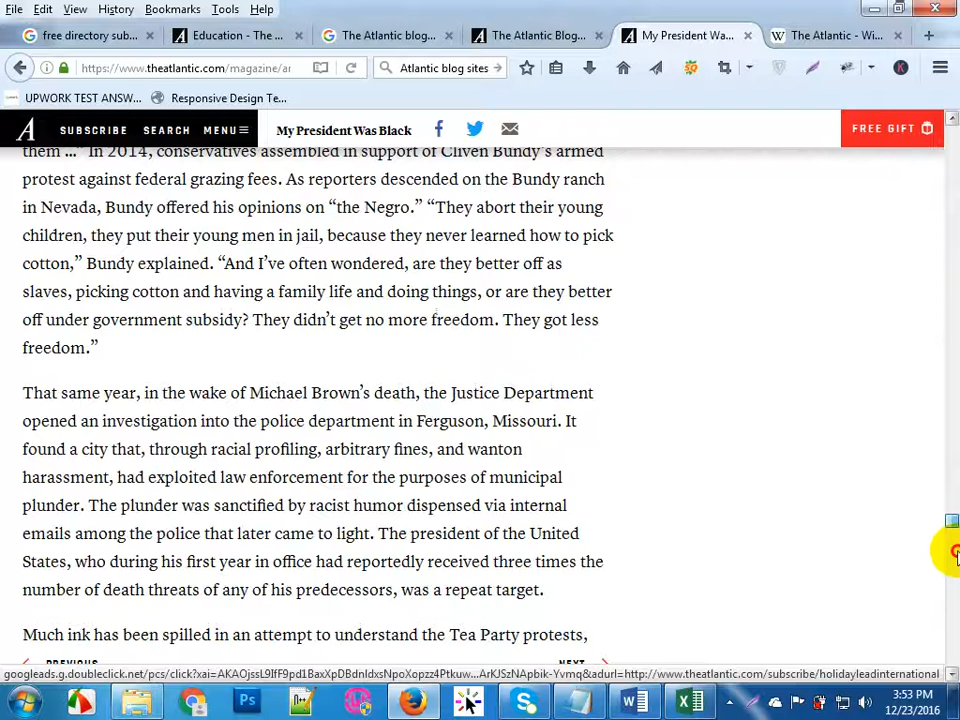 File Edit View History Bookmarks Tools Help
free directory sub... × Education - The ... × The Atlantic blog... × The Atlantic Blog... × My President Wa... × The Atlantic - Wi... × +
https://www.theatlantic.com/magazine/ar Atlantic blog sites
UPWORK TEST ANSW... Responsive Design Te...
SUBSCRIBE SEARCH MENU My President Was Black FREE GIFT
them ...” In 2014, conservatives assembled in support of Cliven Bundy’s armed
protest against federal grazing fees. As reporters descended on the Bundy ranch
in Nevada, Bundy offered his opinions on “the Negro.” “They abort their young
children, they put their young men in jail, because they never learned how to pick
cotton,” Bundy explained. “And I’ve often wondered, are they better off as
slaves, picking cotton and having a family life and doing things, or are they better
off under government subsidy? They didn’t get no more freedom. They got less
freedom.”
That same year, in the wake of Michael Brown’s death, the Justice Department
opened an investigation into the police department in Ferguson, Missouri. It
found a city that, through racial profiling, arbitrary fines, and wanton
harassment, had exploited law enforcement for the purposes of municipal
plunder. The plunder was sanctified by racist humor dispensed via internal
emails among the police that later came to light. The president of the United
States, who during his first year in office had reportedly received three times the
number of death threats of any of his predecessors, was a repeat target.
Much ink has been spilled in an attempt to understand the Tea Party protests,
PREVIOUS NEXT
3:53 PM
12/23/2016